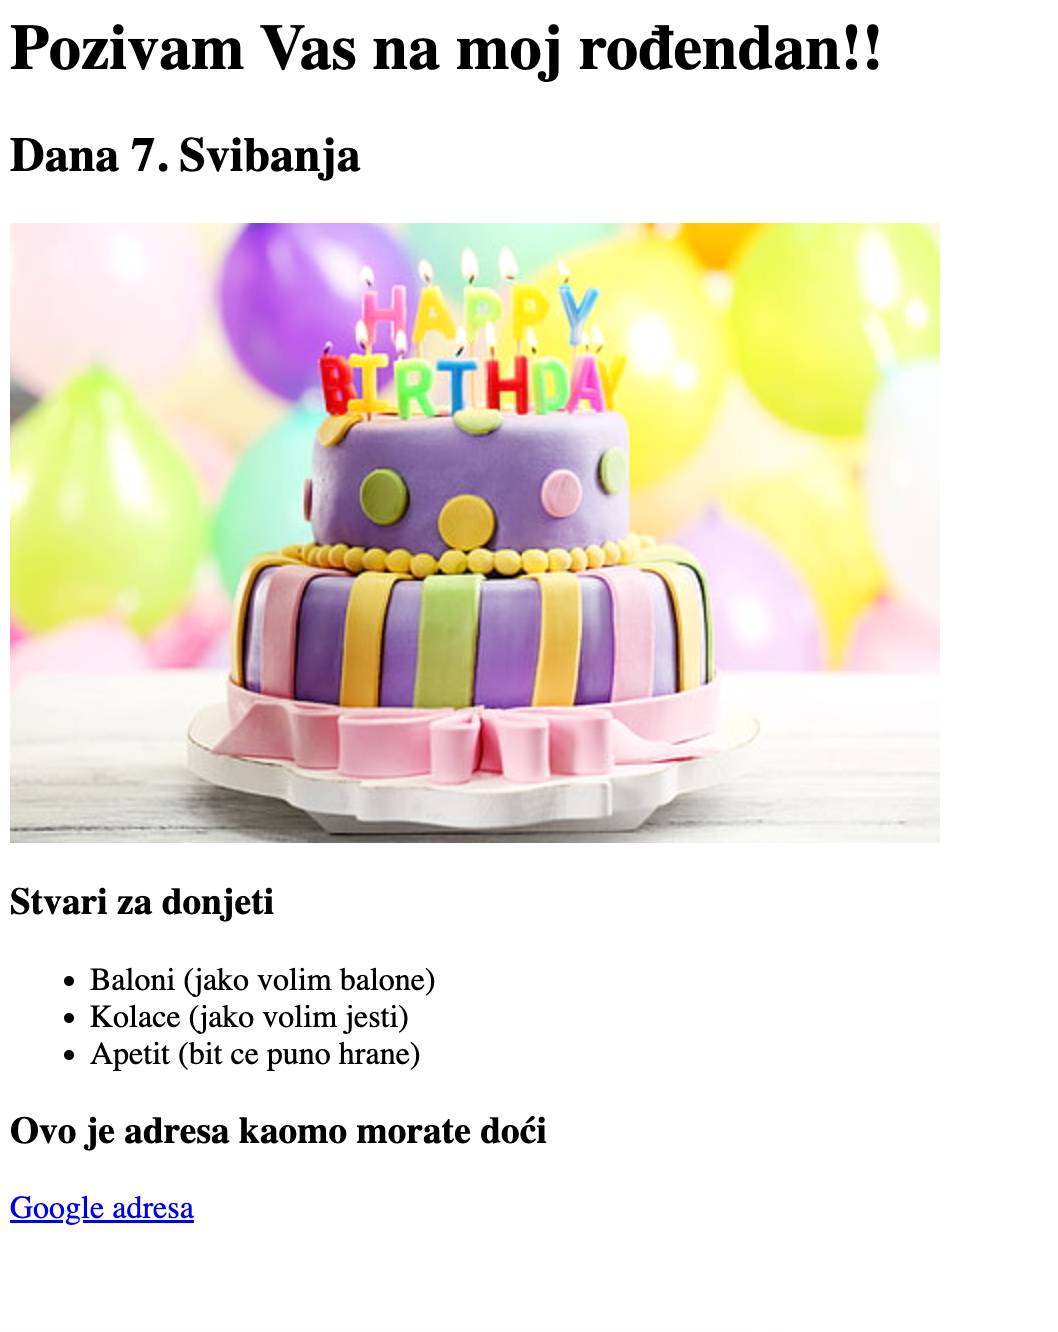 Pozivam Vas na moj rođendan!!
Dana 7. Svibanja
HAPPY
BIRTHDAY
Stvari za donjeti
• Baloni (jako volim balone)
• Kolace (jako volim jesti)
• Apetit (bit ce puno hrane)
Ovo je adresa kaomo morate doći
Google adresa